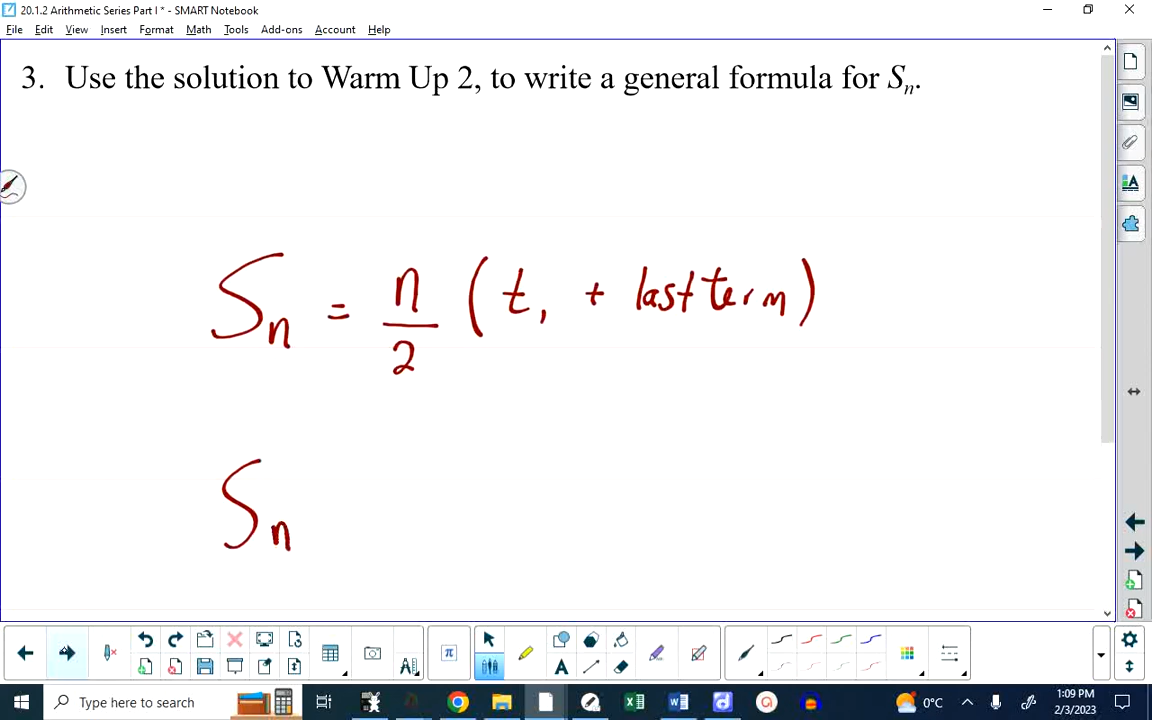 20.1.2 Arithmetic Series Part I * - SMART Notebook
File Edit View Insert Format Math Tools Add-ons Account Help
3. Use the solution to Warm Up 2, to write a general formula for Sn.
Sn = n/2 (t1 + last term)
Sn
π
A
Type here to search
0°C
1:09 PM
2/3/2023